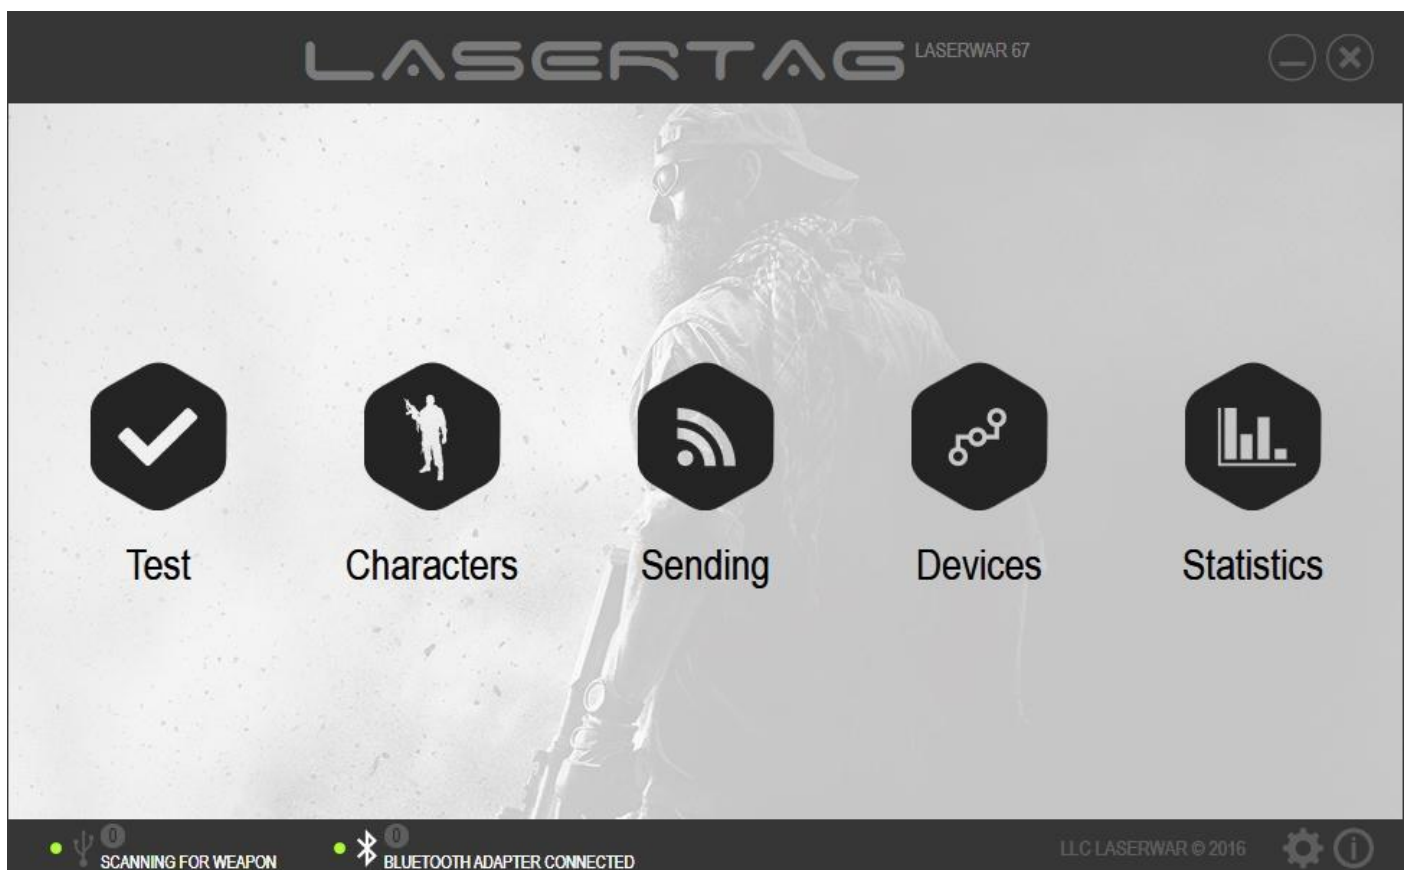 LASERTAG LASERWAR 67
Test Characters Sending Devices Statistics
0 0
SCANNING FOR WEAPON BLUETOOTH ADAPTER CONNECTED LLC LASERWAR © 2016